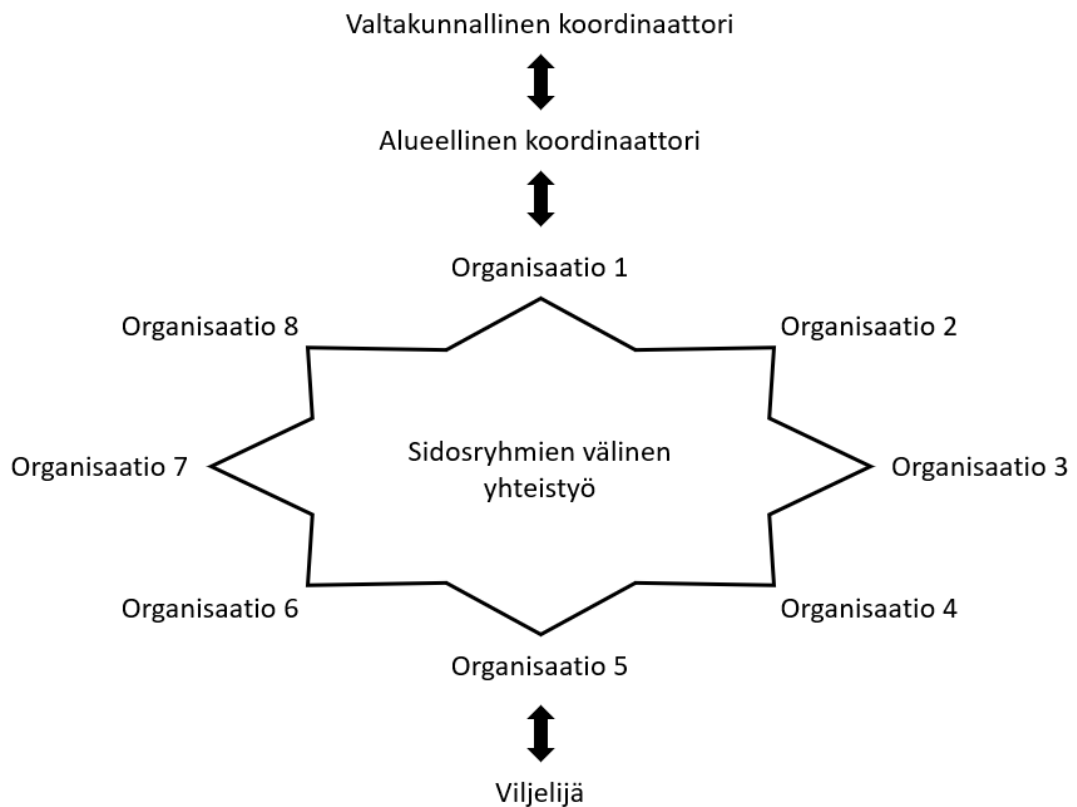 Valtakunnallinen koordinaattori
Alueellinen koordinaattori
Organisaatio 1
Organisaatio 8
Organisaatio 2
Organisaatio 7
Sidosryhmien välinen
yhteistyö
Organisaatio 3
Organisaatio 6
Organisaatio 4
Organisaatio 5
Viljelijä